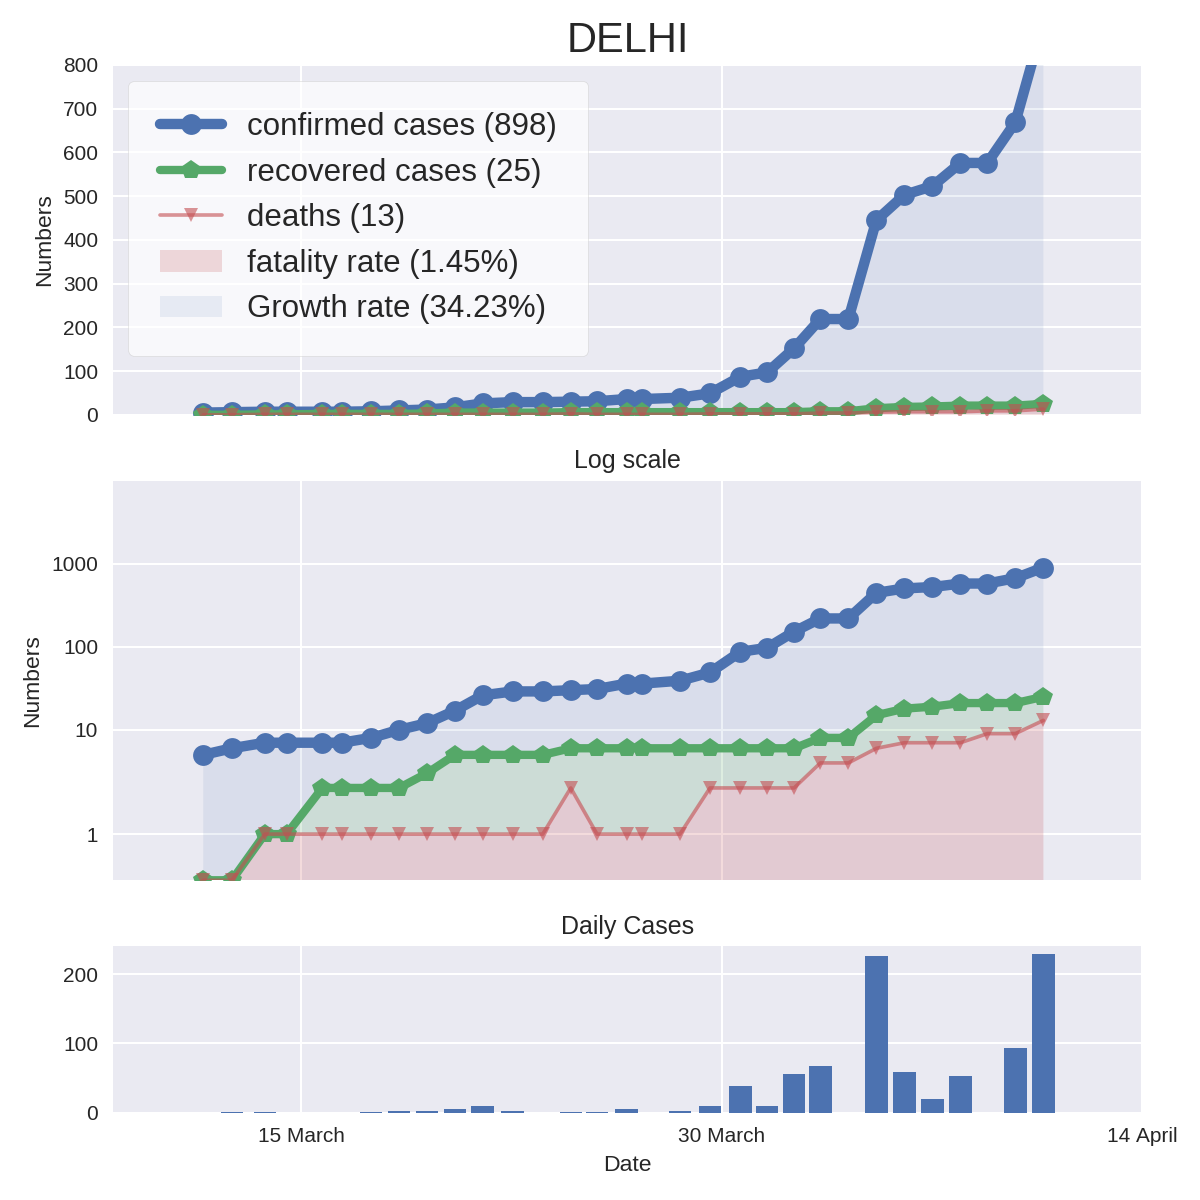 DELHI
800
700
600
500
400
300
200
100
0
Numbers
confirmed cases (898)
recovered cases (25)
deaths (13)
fatality rate (1.45%)
Growth rate (34.23%)
Log scale
1000
100
10
1
Numbers
Daily Cases
200
100
0
15 March 30 March 14 April
Date